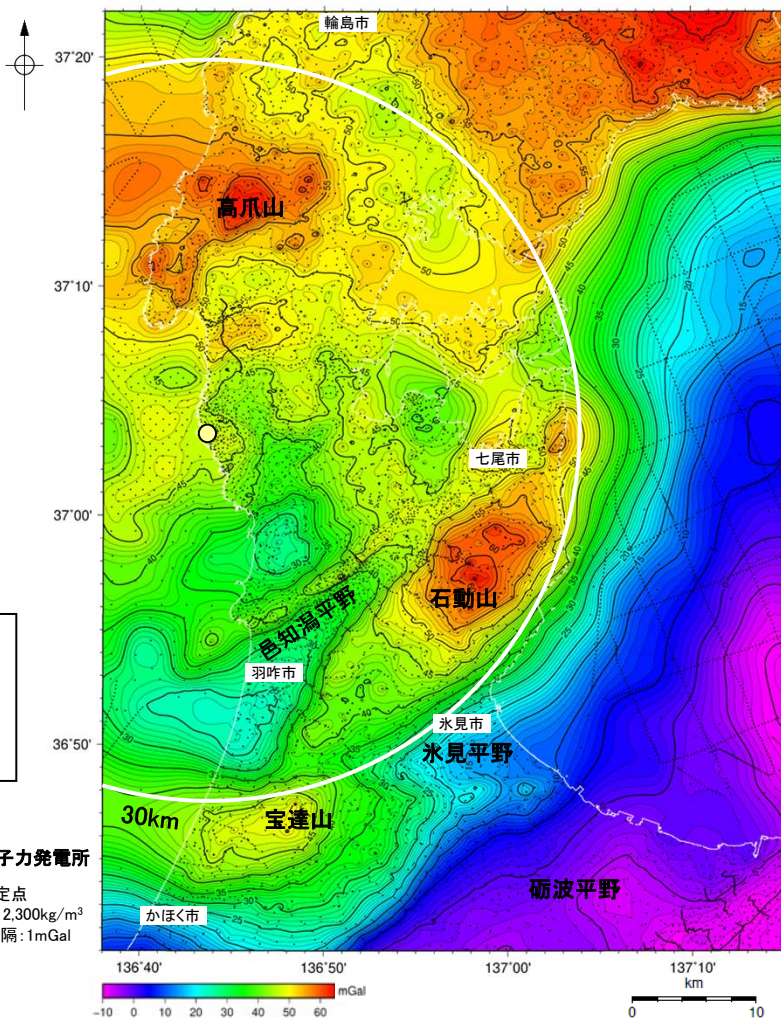 輪島市
37°20'
高爪山
37°10'
七尾市
37°00'
石動山
邑知潟平野
羽咋市
氷見市
36°50'
氷見平野
30km
宝達山
子力発電所
定点
2,300kg/m³
隔：1mGal
砺波平野
かほく市
136°40'
136°50'
137°00'
137°10'
mGal
-10 0 10 20 30 40 50 60
km
0 10